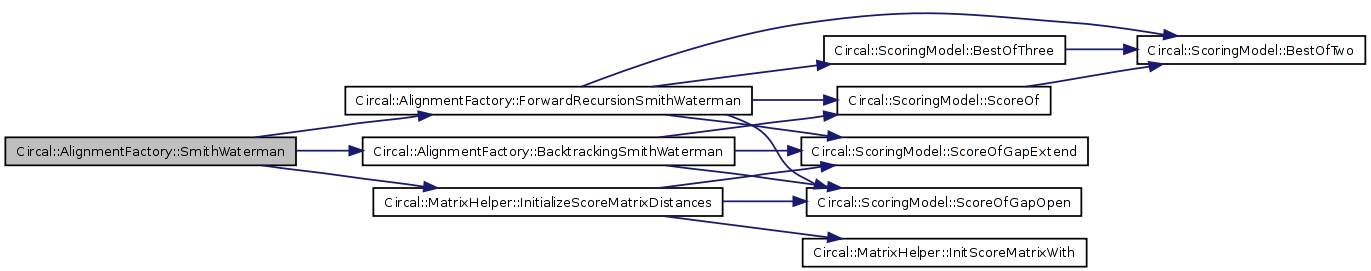 Circal::AlignmentFactory::SmithWaterman
Circal::AlignmentFactory::ForwardRecursionSmithWaterman
Circal::AlignmentFactory::BacktrackingSmithWaterman
Circal::MatrixHelper::InitializeScoreMatrixDistances
Circal::ScoringModel::BestOfThree
Circal::ScoringModel::ScoreOf
Circal::ScoringModel::ScoreOfGapExtend
Circal::ScoringModel::ScoreOfGapOpen
Circal::MatrixHelper::InitScoreMatrixWith
Circal::ScoringModel::BestOfTwo